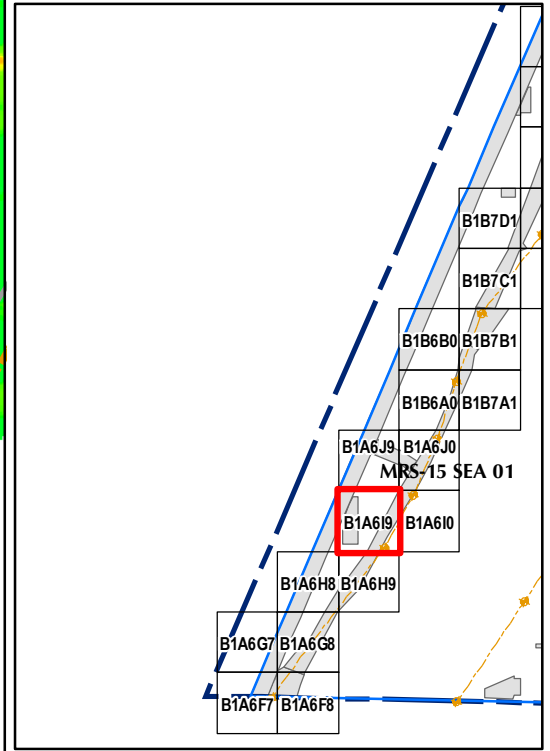 B1B7D1
B1B7C1
B1B6B0 B1B7B1
B1B6A0 B1B7A1
B1A6J9 B1A6J0
MRS-15 SEA 01
B1A6I9 B1A6I0
B1A6H8 B1A6H9
B1A6G7 B1A6G8
B1A6F7 B1A6F8